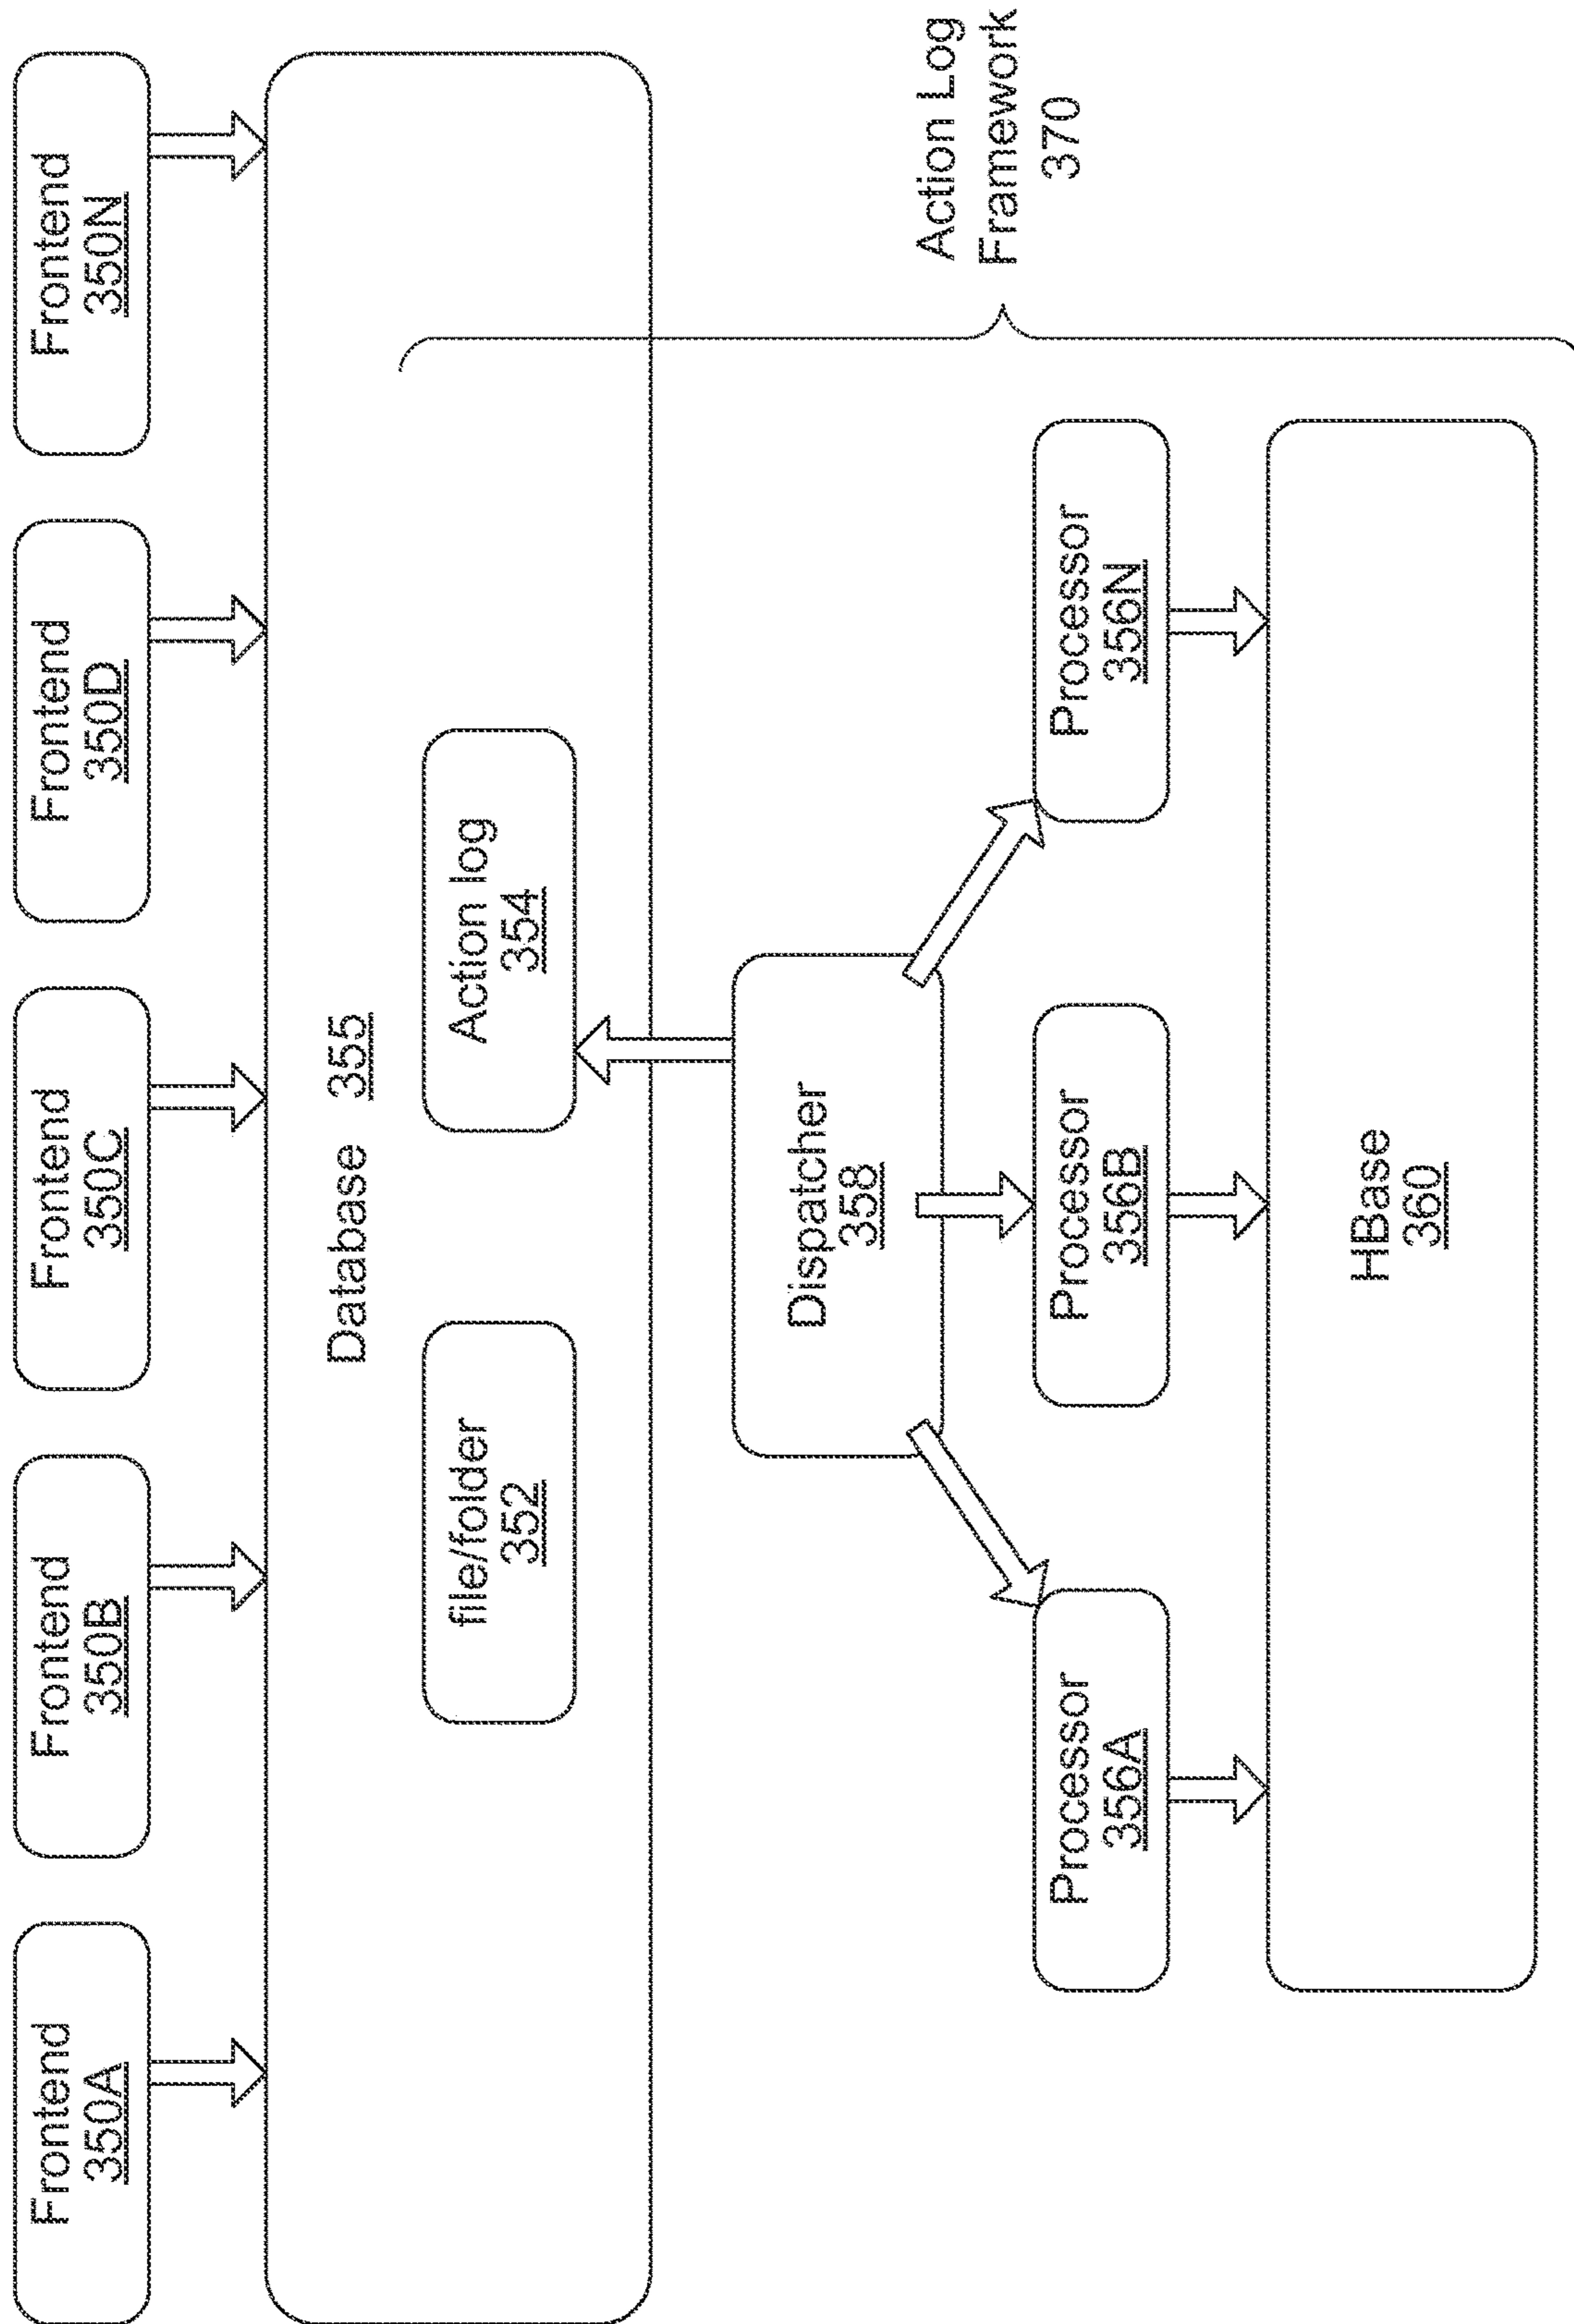 Frontend
350A
Frontend
350B
Frontend
350C
Frontend
350D
Frontend
350N
Database 355
file/folder
352
Action log
354
Dispatcher
358
Processor
356A
Processor
356B
Processor
356N
HBase
360
Action Log
Framework
370